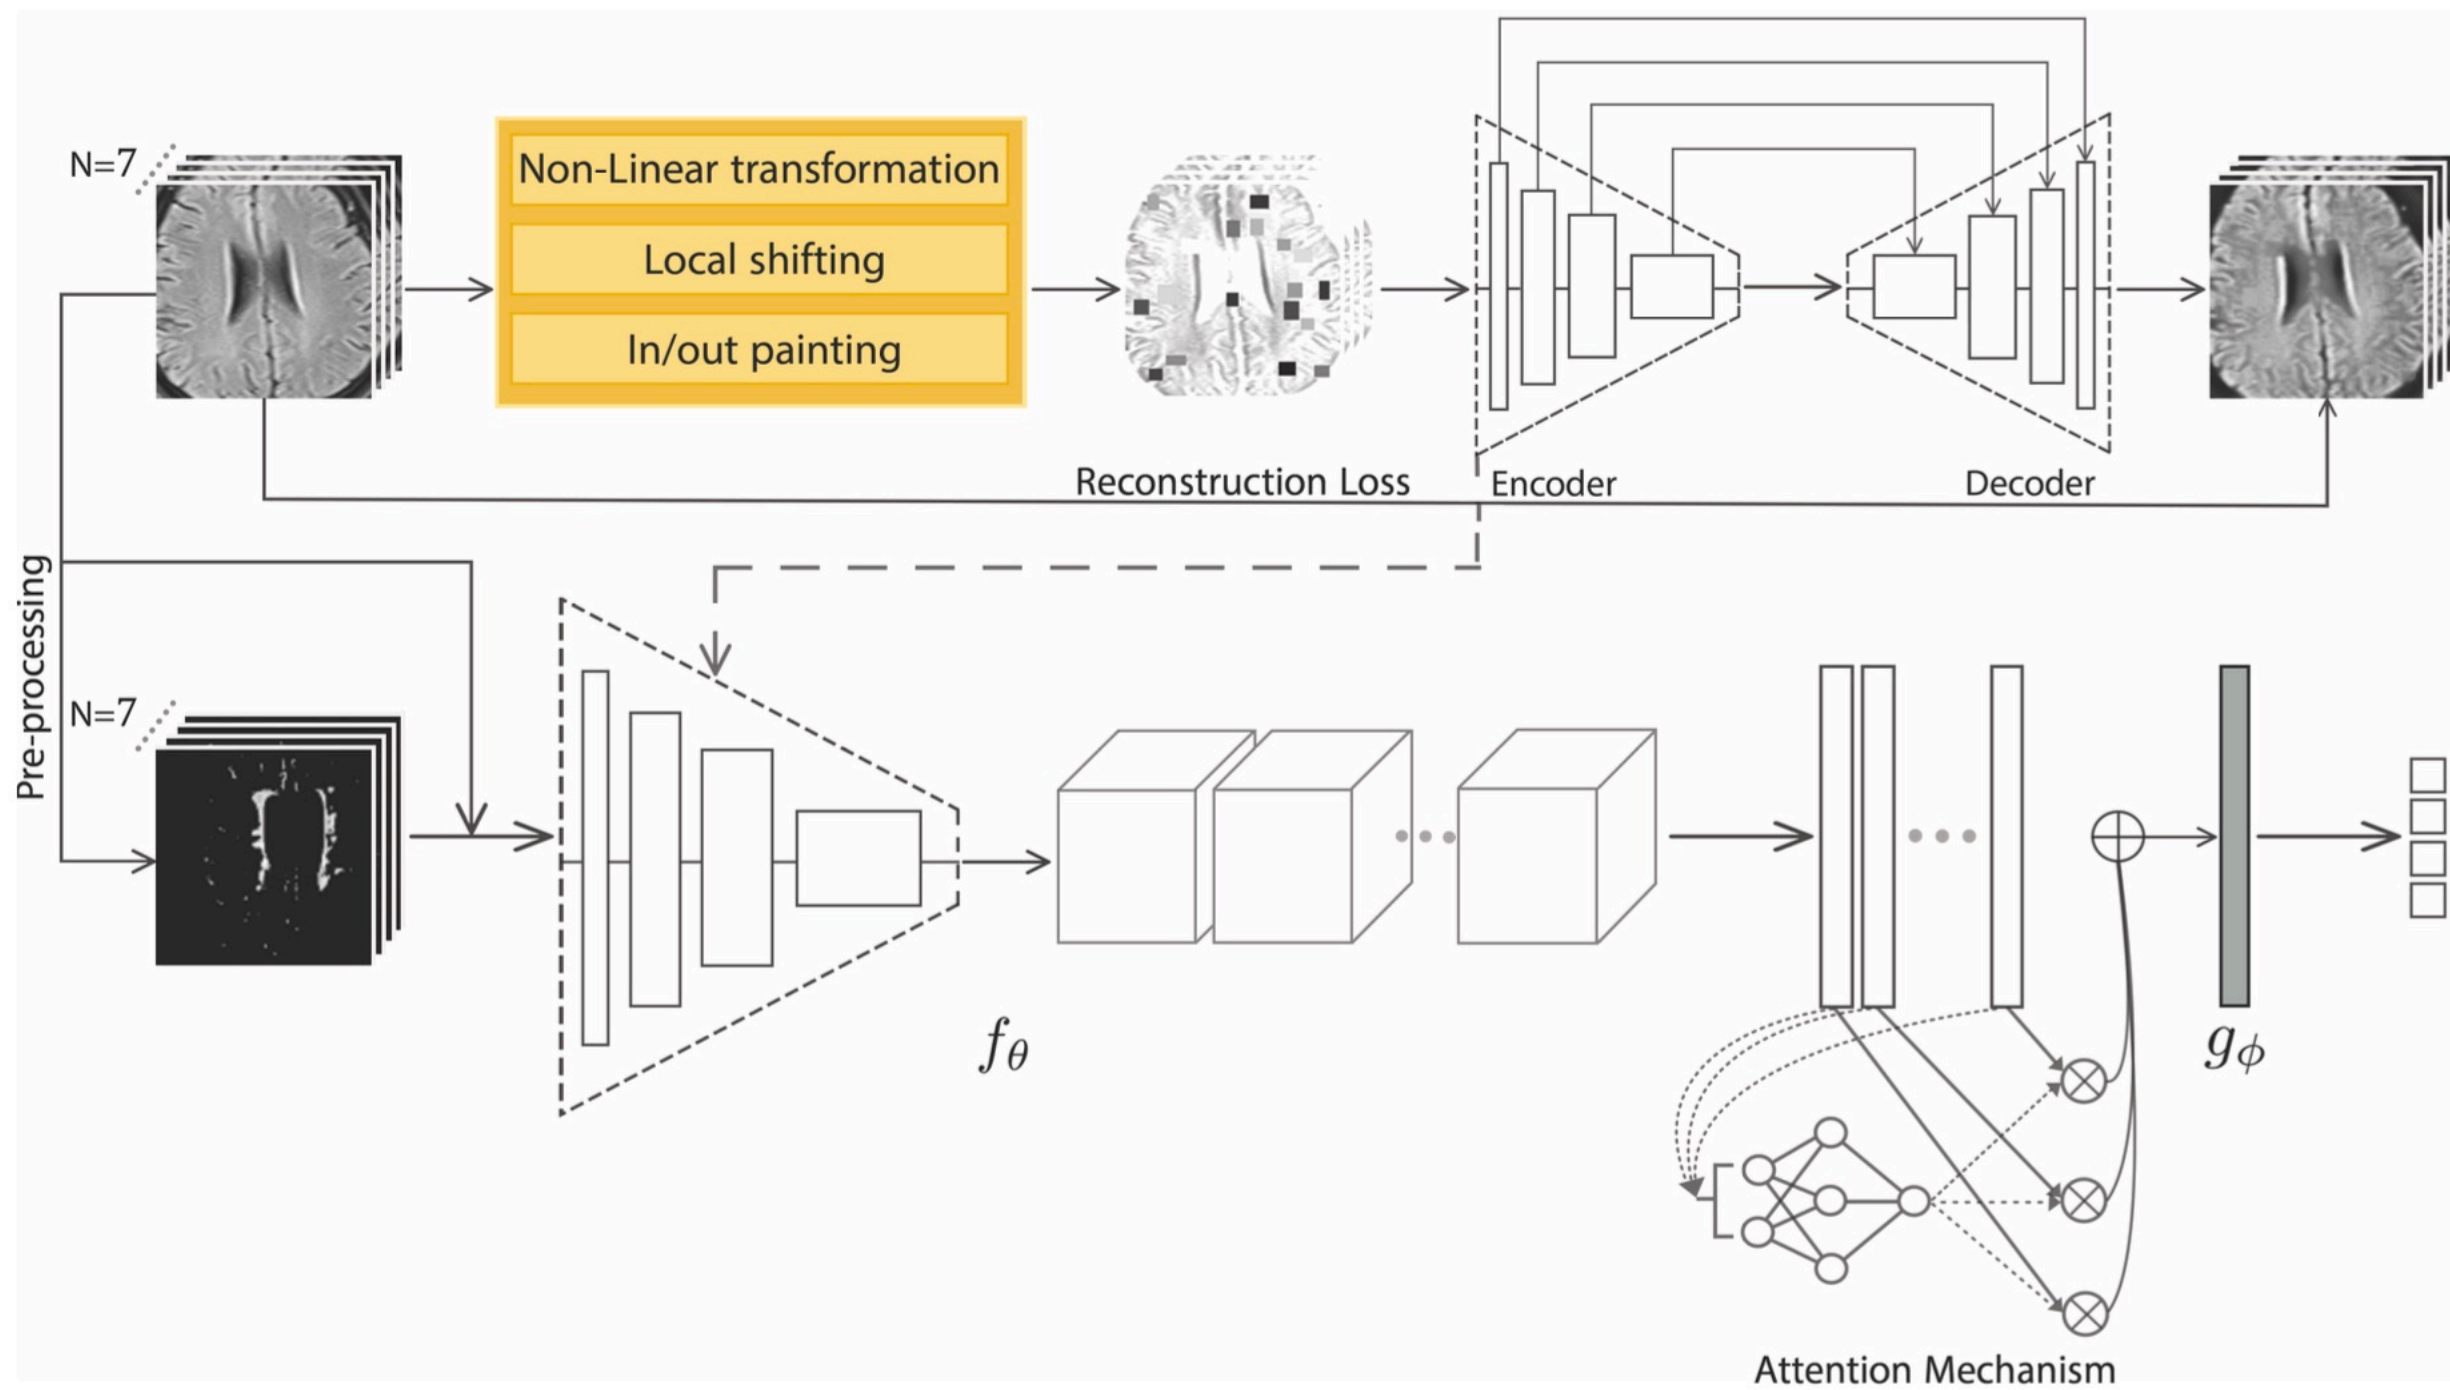 N=7
Non-Linear transformation
Local shifting
In/out painting
Reconstruction Loss
Encoder
Decoder
Pre-processing
N=7
fθ
gϕ
Attention Mechanism